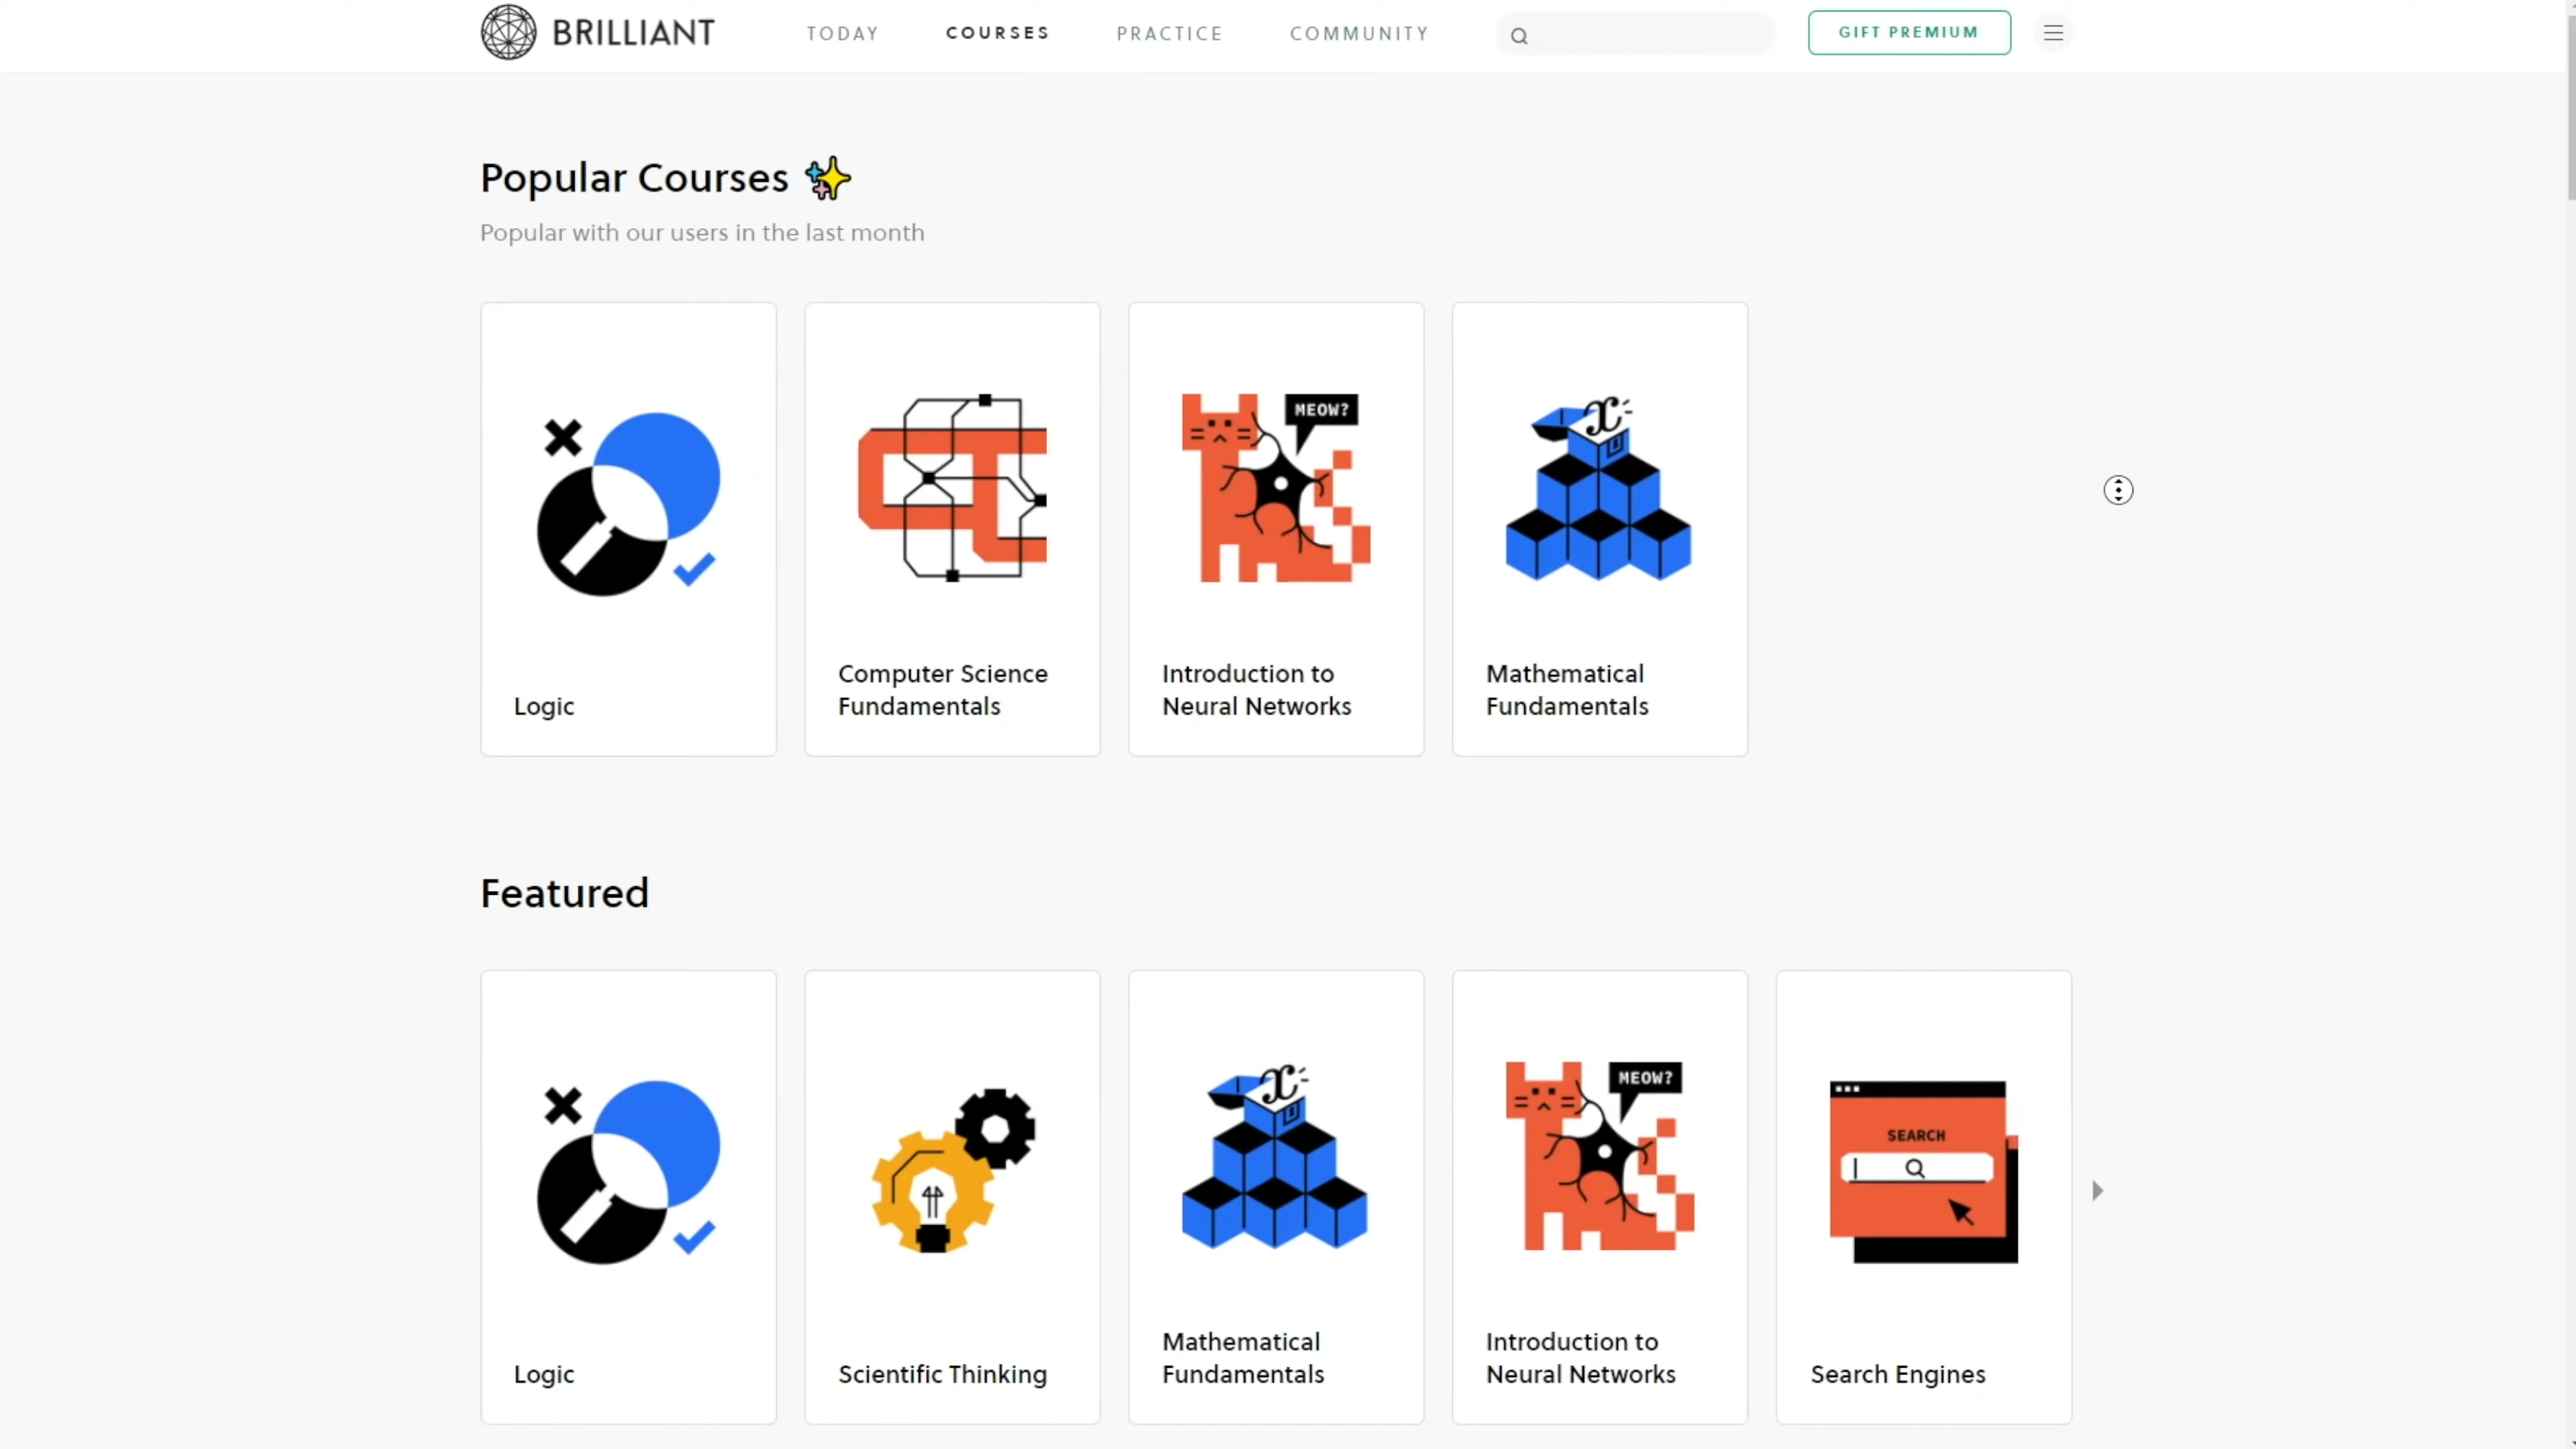 BRILLIANT
TODAY
COURSES
PRACTICE
COMMUNITY
GIFT PREMIUM
Popular Courses
Popular with our users in the last month
MEOW?
x
Logic
Computer Science
Fundamentals
Introduction to
Neural Networks
Mathematical
Fundamentals
Featured
x
MEOW?
SEARCH
Logic
Scientific Thinking
Mathematical
Fundamentals
Introduction to
Neural Networks
Search Engines